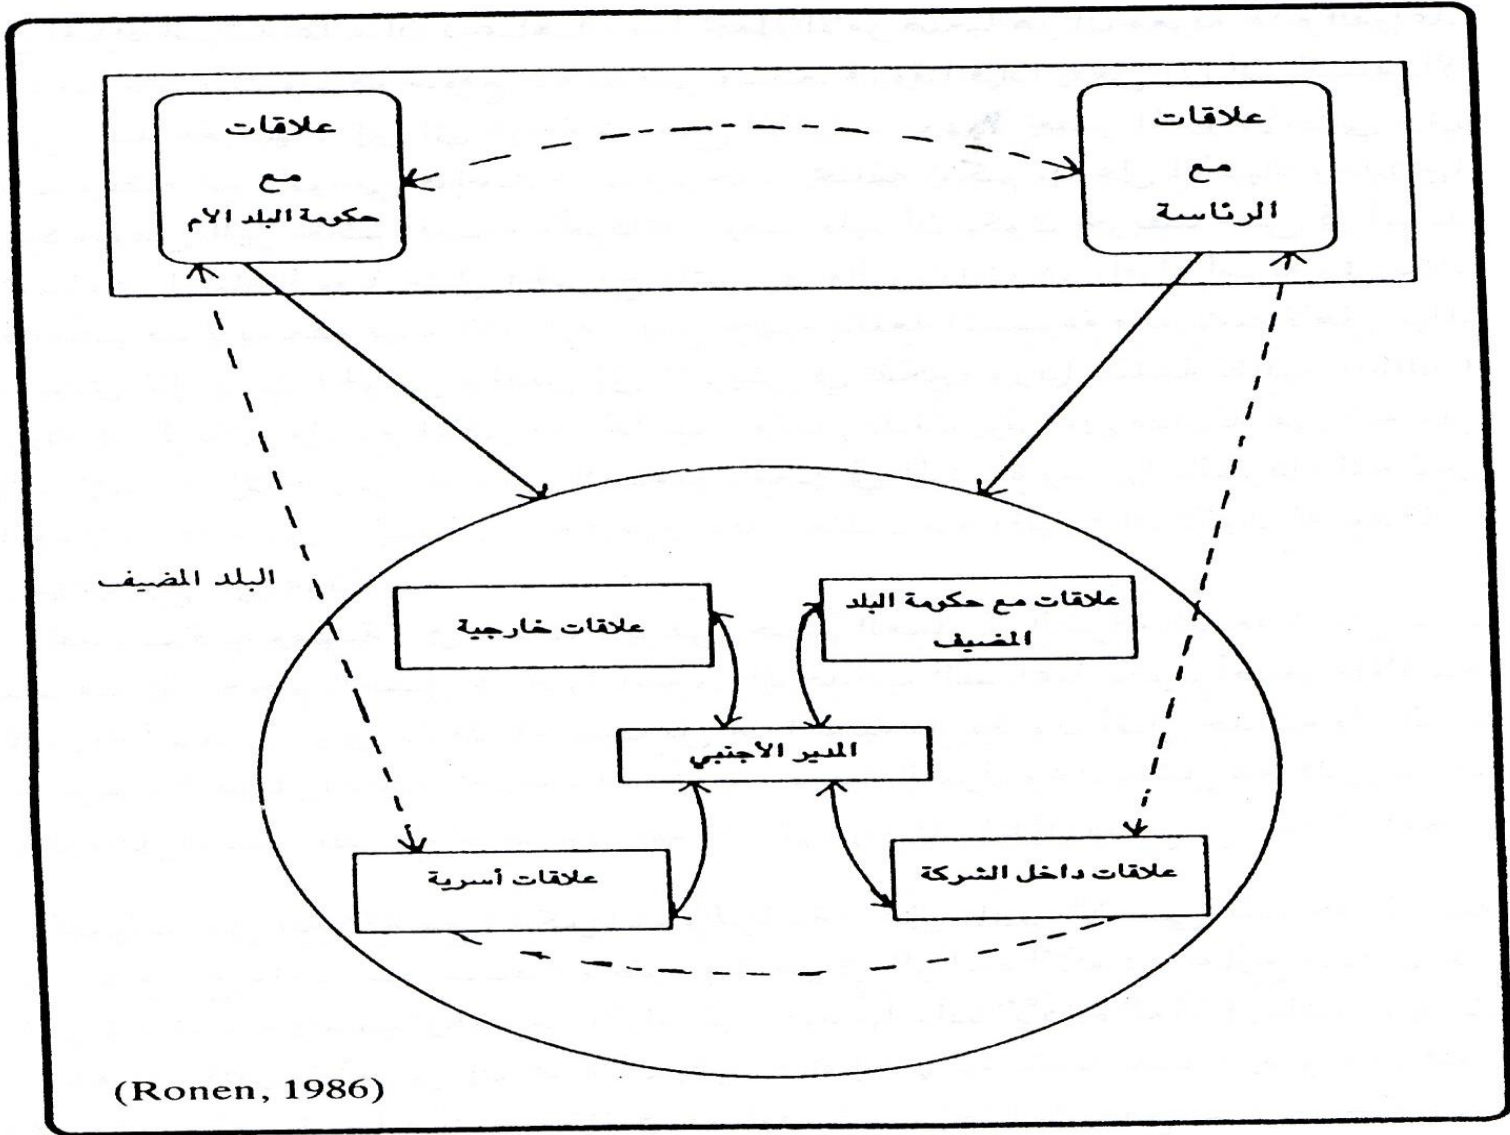 علاقات
مع
الرئاسة
علاقات
مع
حكومة البلد الأم
البلد المضيف
علاقات مع حكومة البلد
المضيف
علاقات خارجية
المدير الأجنبي
علاقات داخل الشركة
علاقات أسرية
(Ronen, 1986)